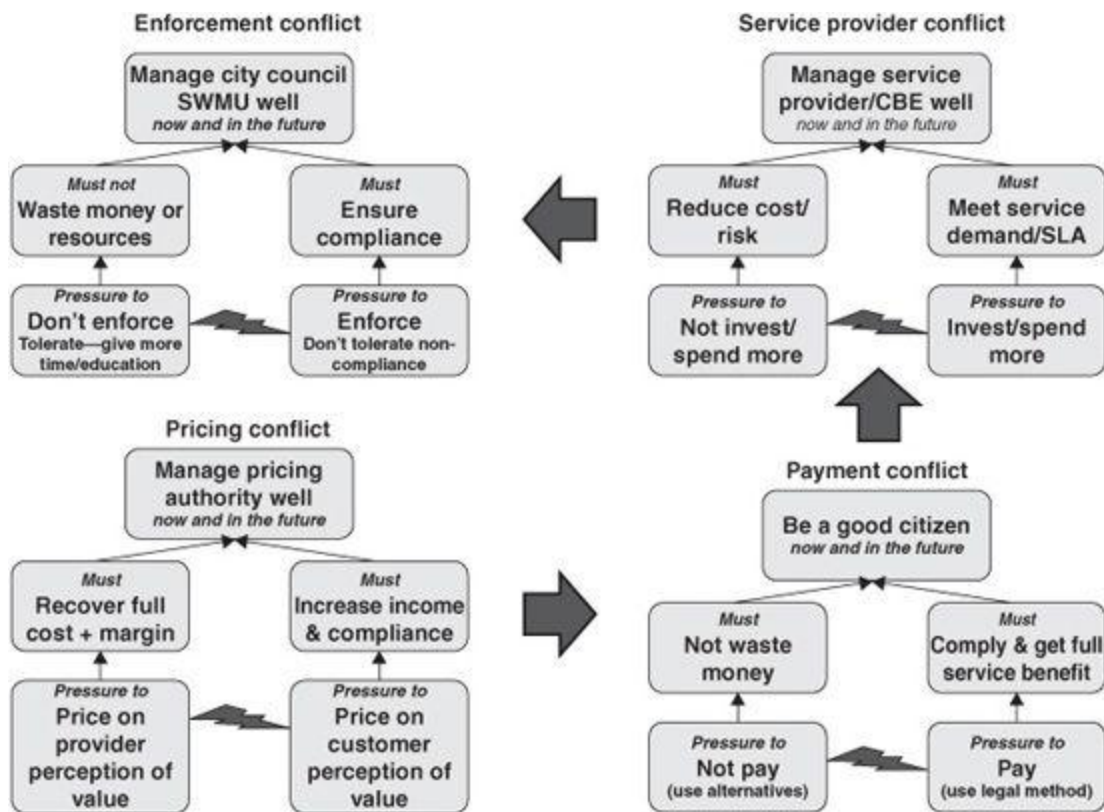 Enforcement conflict
Manage city council
SWMU well
now and in the future
Must not
Waste money or
resources
Must
Ensure
compliance
Pressure to
Don't enforce
Tolerate—give more
time/education
Pressure to
Enforce
Don't tolerate non-
compliance
Service provider conflict
Manage service
provider/CBE well
now and in the future
Must
Reduce cost/
risk
Must
Meet service
demand/SLA
Pressure to
Not invest/
spend more
Pressure to
Invest/spend
more
Pricing conflict
Manage pricing
authority well
now and in the future
Must
Recover full
cost + margin
Must
Increase income
& compliance
Pressure to
Price on
provider
perception of
value
Pressure to
Price on
customer
perception of
value
Payment conflict
Be a good citizen
now and in the future
Must
Not waste
money
Must
Comply & get full
service benefit
Pressure to
Not pay
(use alternatives)
Pressure to
Pay
(use legal method)